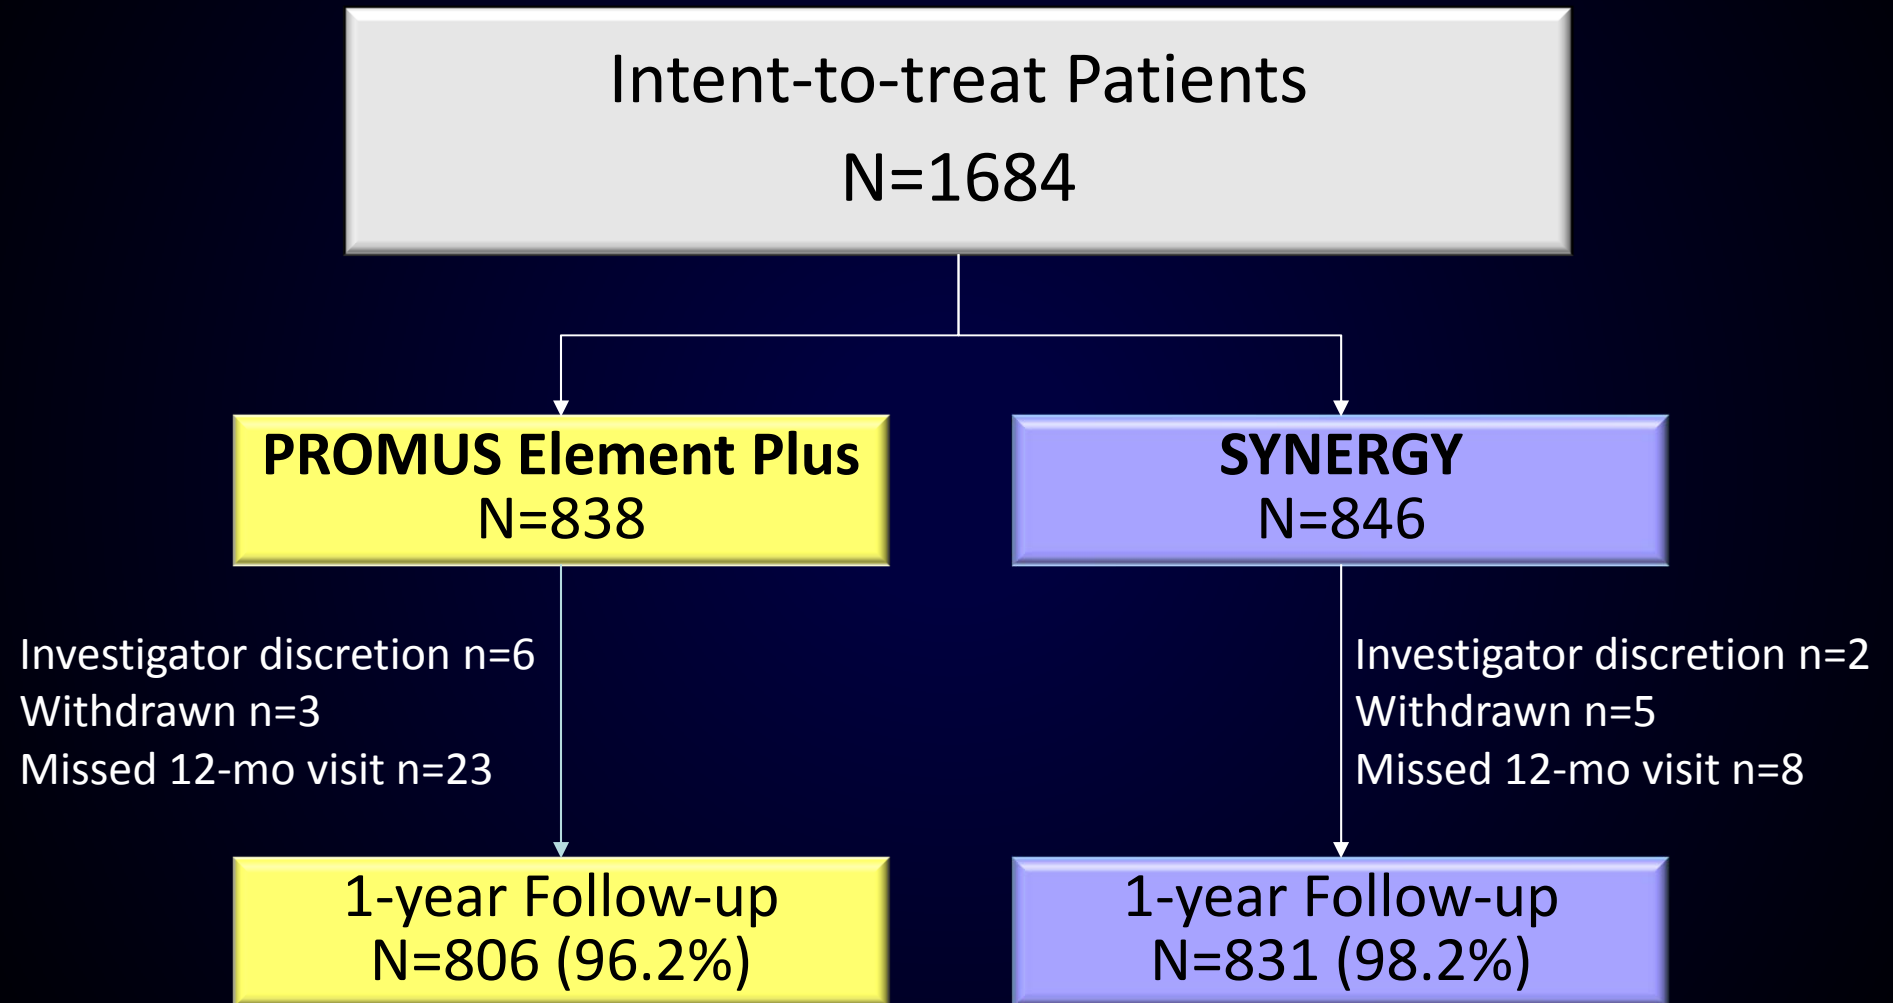 Intent-to-treat Patients
N=1684
PROMUS Element Plus
N=838
SYNERGY
N=846
Investigator discretion n=6
Withdrawn n=3
Missed 12-mo visit n=23
Investigator discretion n=2
Withdrawn n=5
Missed 12-mo visit n=8
1-year Follow-up
N=806 (96.2%)
1-year Follow-up
N=831 (98.2%)